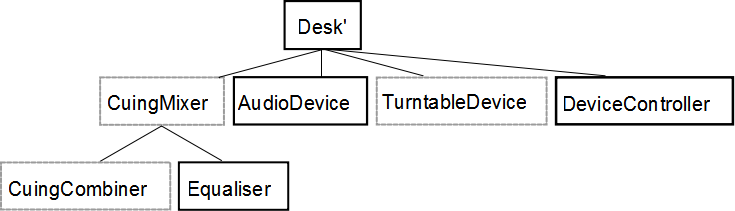 Desk'
CuingMixer
AudioDevice
TurntableDevice
DeviceController
CuingCombiner
Equaliser